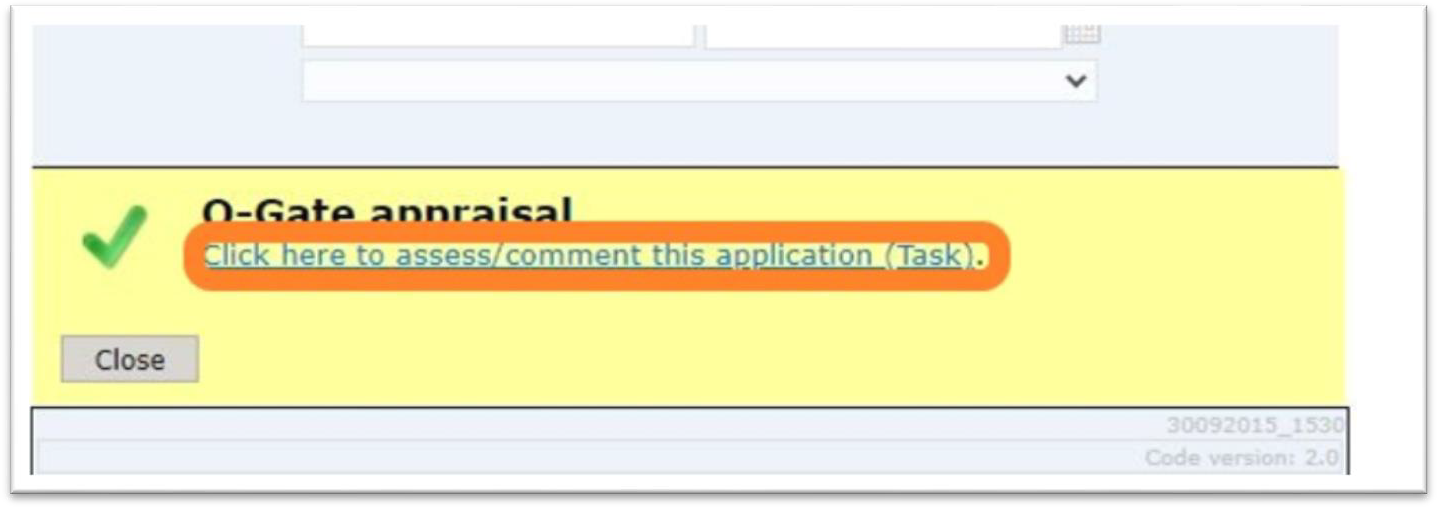 Q-Gate appraisal
Click here to assess/comment this application (Task).
Close
30092015_1530
Code version: 2.0